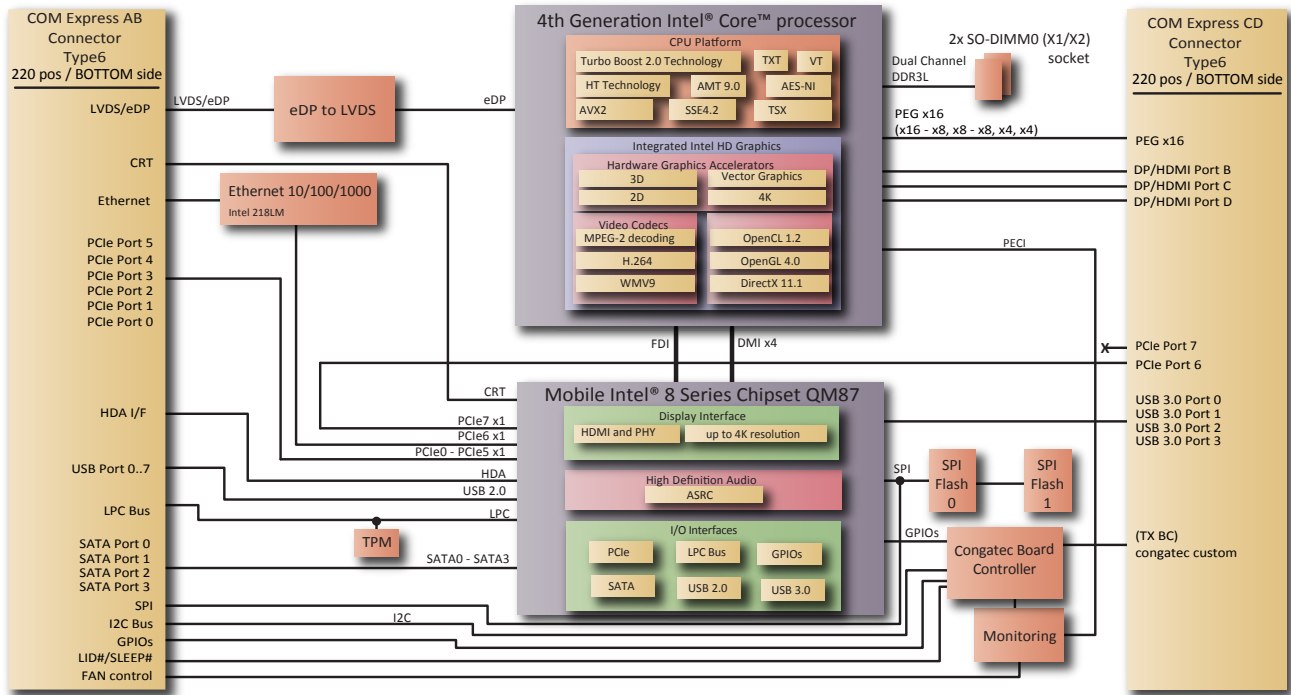 COM Express AB
Connector
Type6
220 pos / BOTTOM side
LVDS/eDP
CRT
Ethernet
PCIe Port 5
PCIe Port 4
PCIe Port 3
PCIe Port 2
PCIe Port 1
PCIe Port 0
HDA I/F
USB Port 0..7
LPC Bus
SATA Port 0
SATA Port 1
SATA Port 2
SATA Port 3
SPI
I2C Bus
GPIOs
LID#/SLEEP#
FAN control
LVDS/eDP
eDP to LVDS
eDP
Ethernet 10/100/1000
Intel 218LM
4th Generation Intel® Core™ processor
CPU Platform
Turbo Boost 2.0 Technology
TXT
VT
HT Technology
AMT 9.0
AES-NI
AVX2
SSE4.2
TSX
Integrated Intel HD Graphics
Hardware Graphics Accelerators
3D
Vector Graphics
2D
4K
Video Codecs
MPEG-2 decoding
H.264
WMV9
OpenCL 1.2
OpenGL 4.0
DirectX 11.1
FDI
DMI x4
CRT
PCIe7 x1
PCIe6 x1
PCIe0 - PCIe5 x1
HDA
USB 2.0
LPC
TPM
SATA0 - SATA3
I2C
Mobile Intel® 8 Series Chipset QM87
Display Interface
HDMI and PHY
up to 4K resolution
High Definition Audio
ASRC
I/O Interfaces
PCIe
LPC Bus
GPIOs
SATA
USB 2.0
USB 3.0
2x SO-DIMM0 (X1/X2)
socket
Dual Channel
DDR3L
PEG x16
(x16 - x8, x8 - x8, x4, x4)
PECI
X
SPI
SPI
Flash
0
SPI
Flash
1
GPIOs
Congatec Board
Controller
Monitoring
COM Express CD
Connector
Type6
220 pos / BOTTOM side
PEG x16
DP/HDMI Port B
DP/HDMI Port C
DP/HDMI Port D
PCIe Port 7
PCIe Port 6
USB 3.0 Port 0
USB 3.0 Port 1
USB 3.0 Port 2
USB 3.0 Port 3
(TX BC)
congatec custom